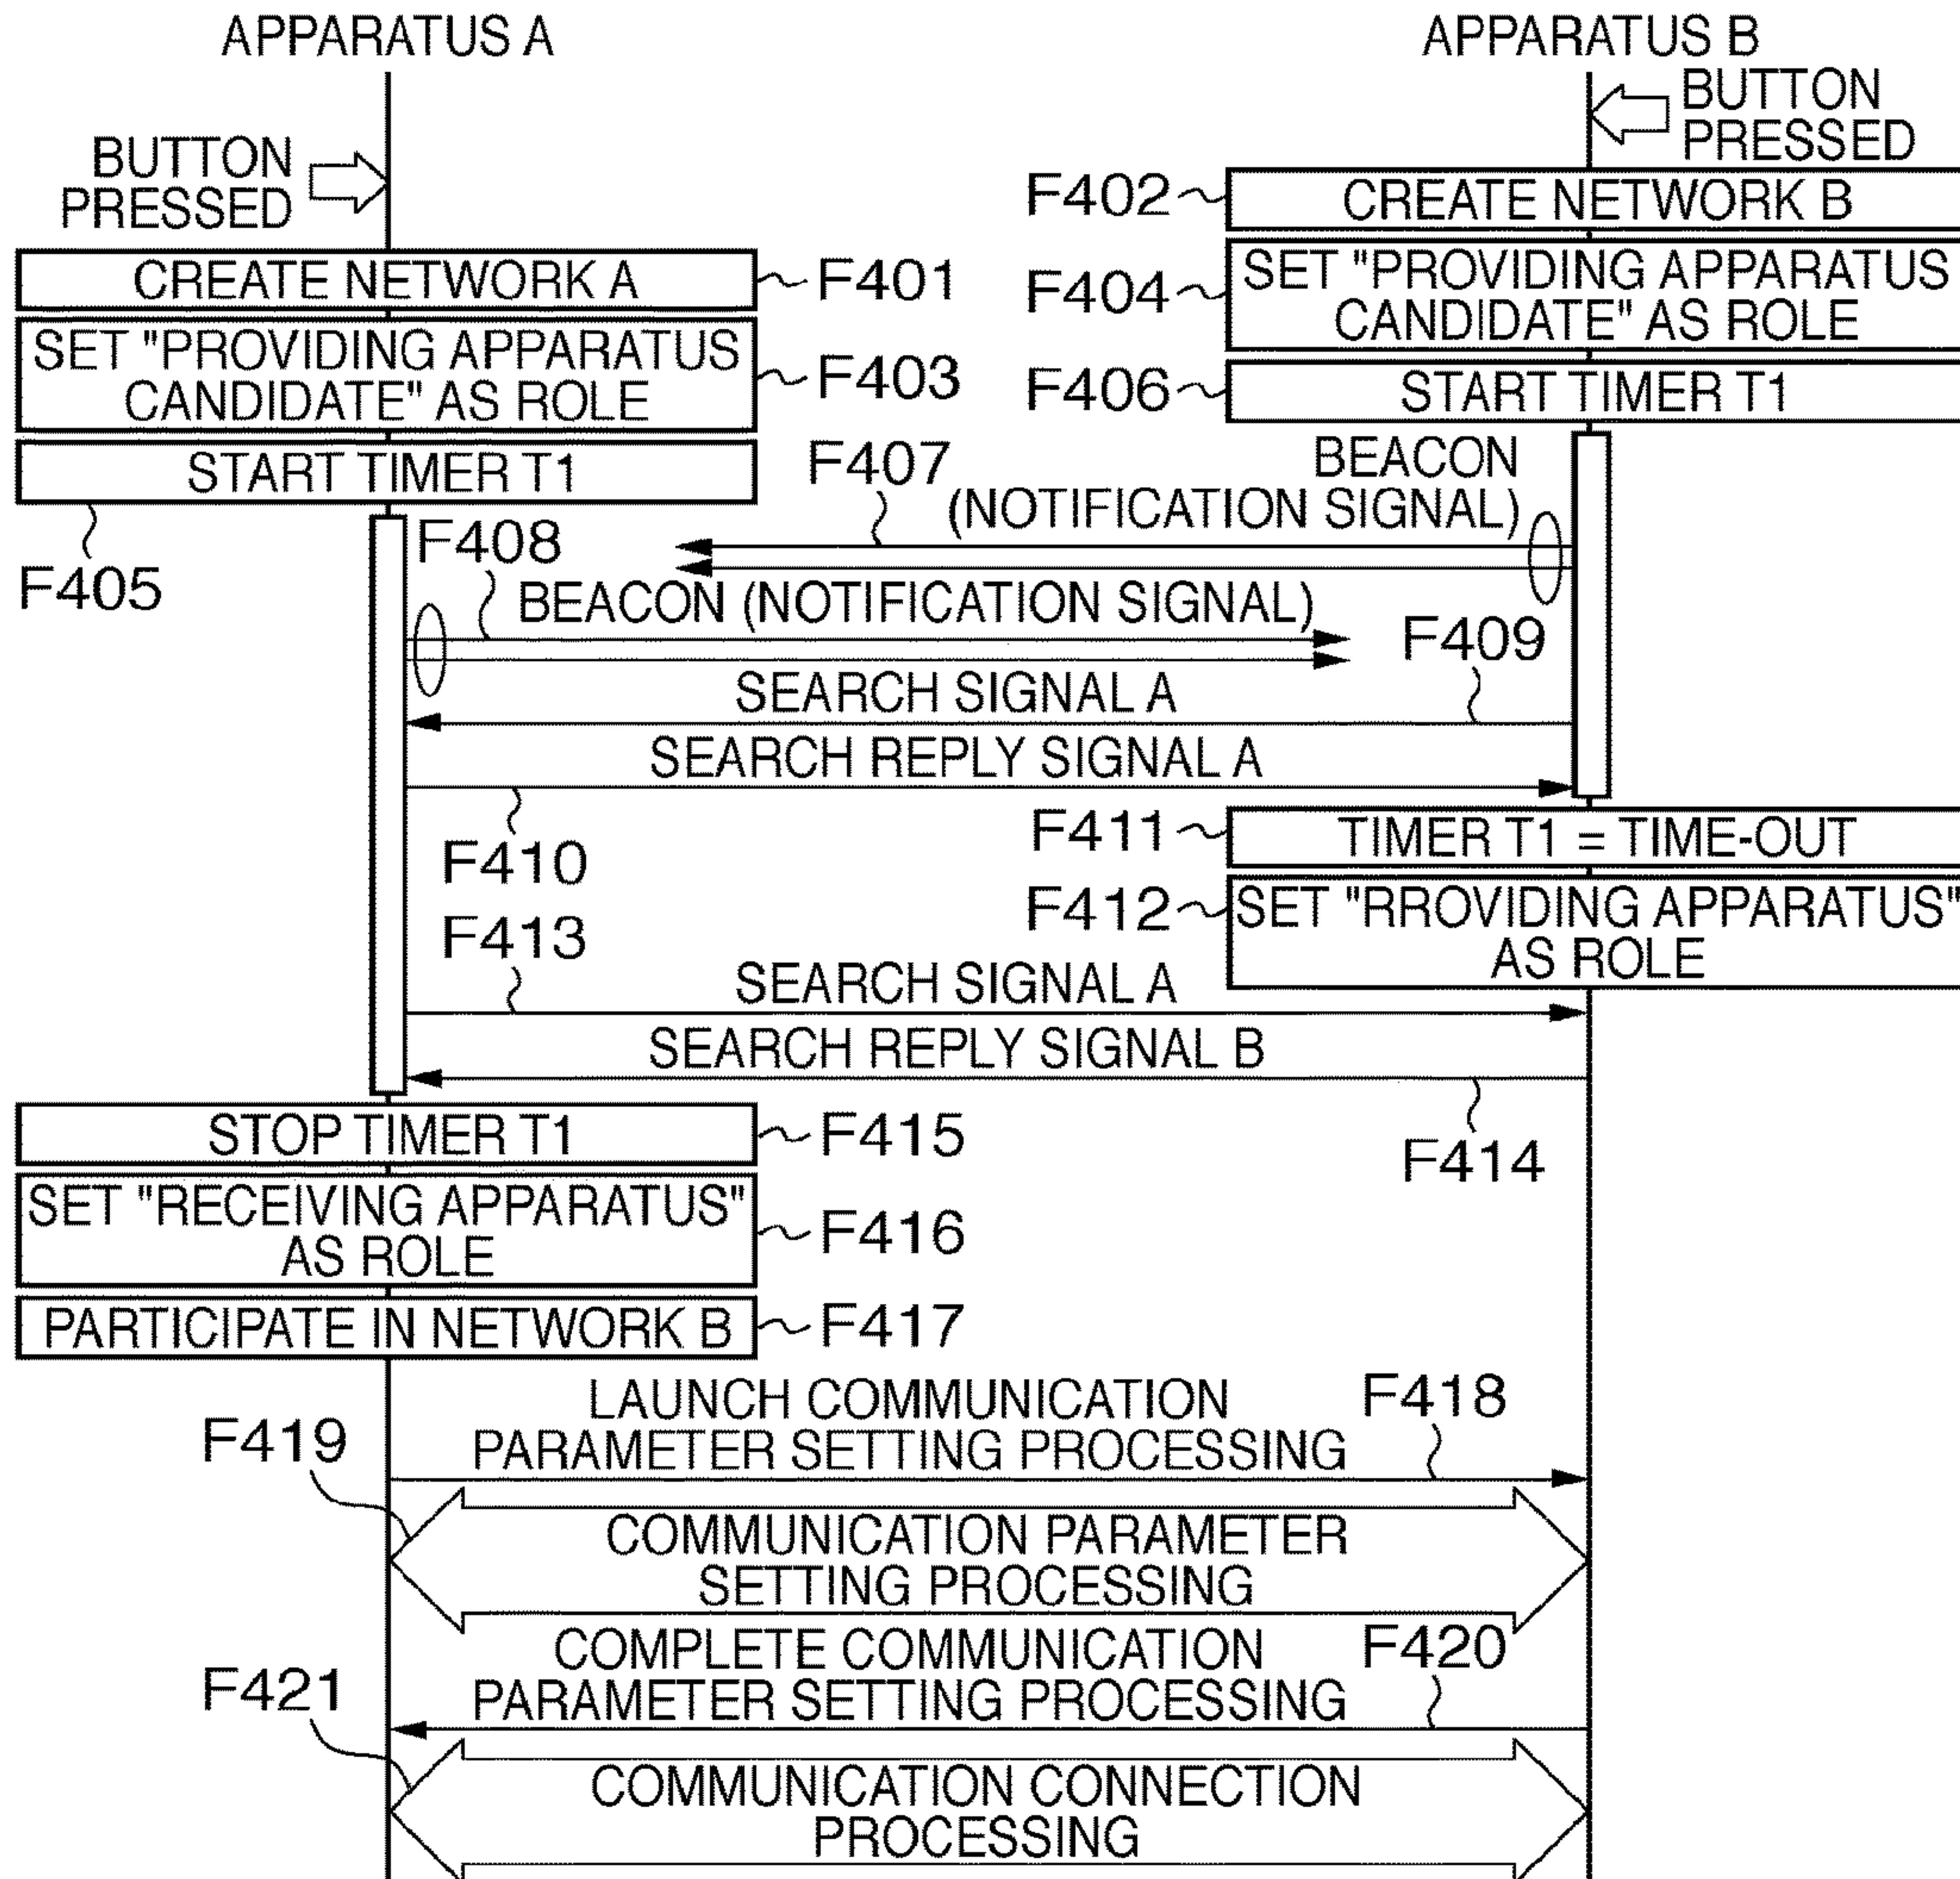 APPARATUS A
APPARATUS B
BUTTON
PRESSED
BUTTON
PRESSED
F402
CREATE NETWORK B
CREATE NETWORK A
F401
F404
SET "PROVIDING APPARATUS
CANDIDATE" AS ROLE
SET "PROVIDING APPARATUS
CANDIDATE" AS ROLE
F403
F406
START TIMER T1
START TIMER T1
F405
F407
BEACON
(NOTIFICATION SIGNAL)
F408
BEACON (NOTIFICATION SIGNAL)
F409
SEARCH SIGNAL A
SEARCH REPLY SIGNAL A
F410
F411
TIMER T1 = TIME-OUT
F412
SET "RROVIDING APPARATUS"
AS ROLE
F413
SEARCH SIGNAL A
SEARCH REPLY SIGNAL B
F414
STOP TIMER T1
F415
SET "RECEIVING APPARATUS"
AS ROLE
F416
PARTICIPATE IN NETWORK B
F417
LAUNCH COMMUNICATION
PARAMETER SETTING PROCESSING
F418
F419
COMMUNICATION PARAMETER
SETTING PROCESSING
COMPLETE COMMUNICATION
PARAMETER SETTING PROCESSING
F420
F421
COMMUNICATION CONNECTION
PROCESSING